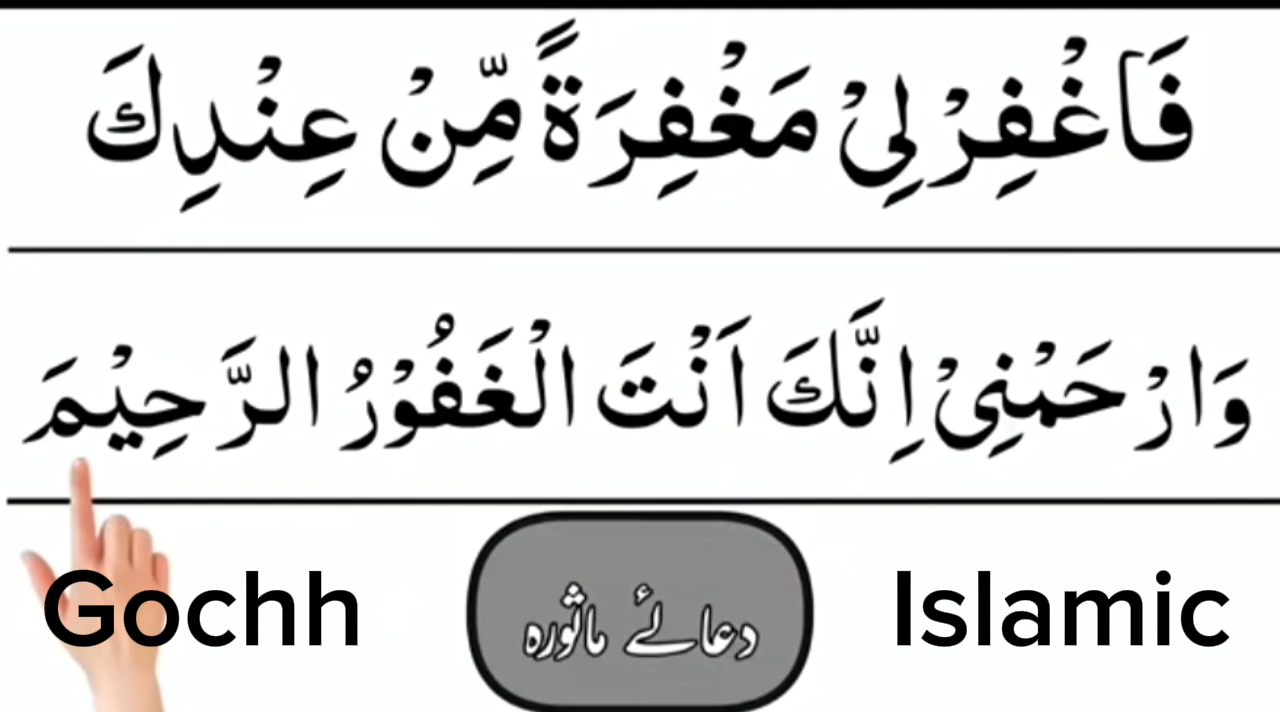 فَاغْفِرْ لِیْ مَغْفِرَةً مِّنْ عِنْدِكَ
وَارْحَمْنِیْ اِنَّكَ اَنْتَ الْغَفُوْرُ الرَّحِيْمَ
Gochh دعائے ماثورہ Islamic